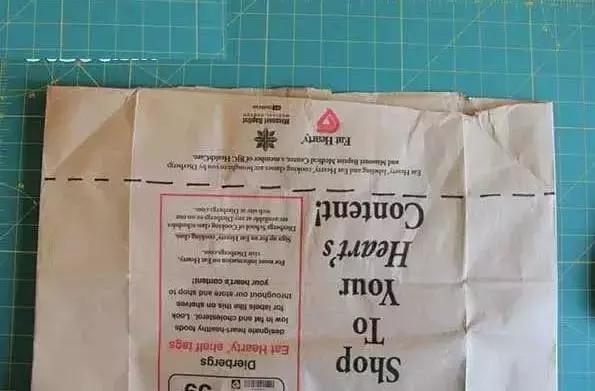 Shop
To
Your
Heart's
Content!
Dierbergs
Eat Hearty shelf tags
designate heart-healthy foods
low in fat and cholesterol. Look
for labels like this on shelves
throughout our store and shop to
your heart's content!
For more information on Eat Hearty,
visit Dierbergs.com.
Sign up for an Eat Hearty cooking class.
Dierbergs School of Cooking class schedules
are available at any Dierbergs or on our
web site at Dierbergs.com.
Eat Hearty labeling and Eat Hearty cooking classes are brought to you by Dierbergs
and Missouri Baptist Medical Center, a member of BJC HealthCare.
Eat Hearty
Missouri Baptist
MEDICAL CENTER